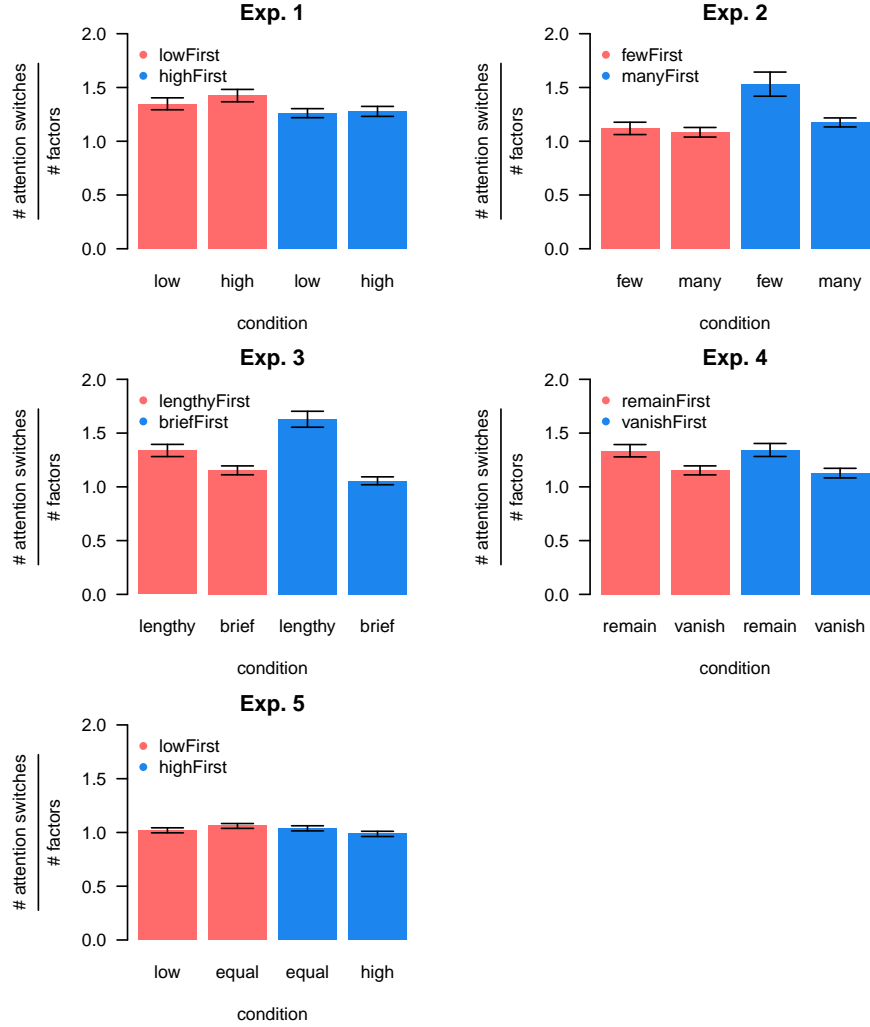 Exp. 1
# attention switches
# factors
2.0
1.5
1.0
0.5
0.0
lowFirst
highFirst
low high low high
condition
Exp. 2
# attention switches
# factors
2.0
1.5
1.0
0.5
0.0
fewFirst
manyFirst
few many few many
condition
Exp. 3
# attention switches
# factors
2.0
1.5
1.0
0.5
0.0
lengthyFirst
briefFirst
lengthy brief lengthy brief
condition
Exp. 4
# attention switches
# factors
2.0
1.5
1.0
0.5
0.0
remainFirst
vanishFirst
remain vanish remain vanish
condition
Exp. 5
# attention switches
# factors
2.0
1.5
1.0
0.5
0.0
lowFirst
highFirst
low equal equal high
condition